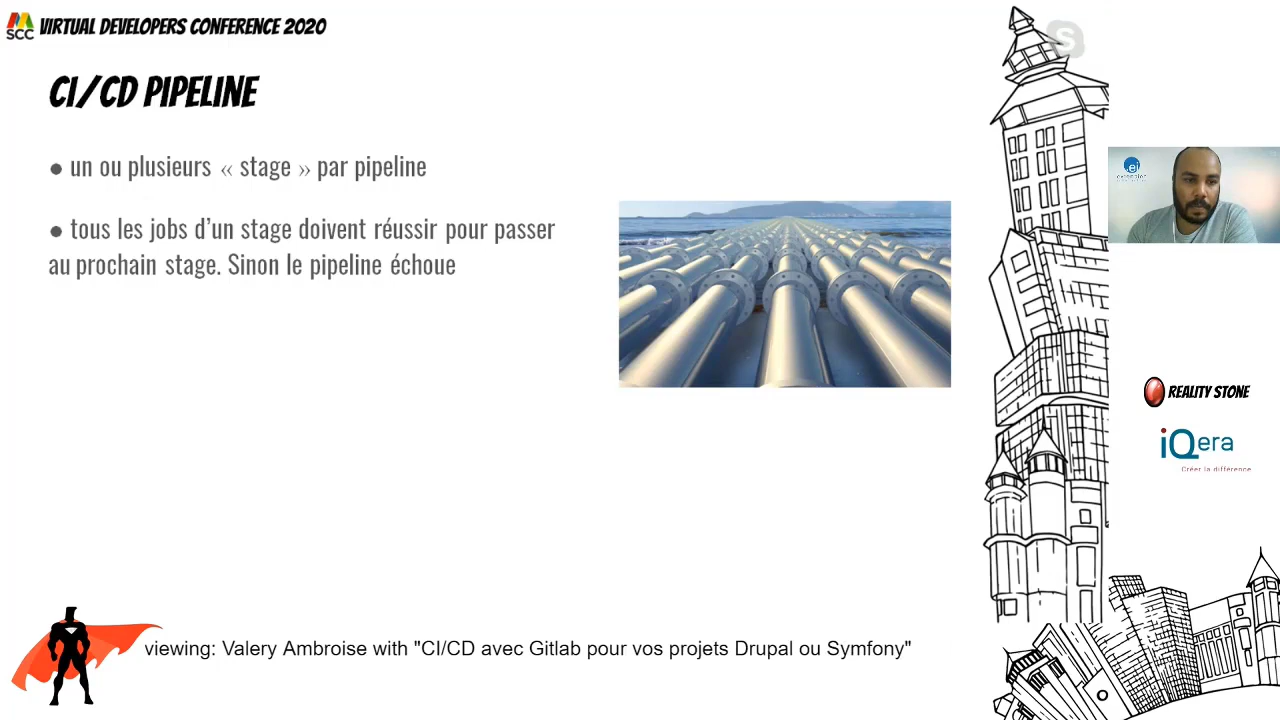 SCC VIRTUAL DEVELOPERS CONFERENCE 2020
CI/CD PIPELINE
● un ou plusieurs « stage » par pipeline
● tous les jobs d’un stage doivent réussir pour passer
au prochain stage. Sinon le pipeline échoue
ei
S
REALITY STONE
iQera
Créer la différence
viewing: Valery Ambroise with "CI/CD avec Gitlab pour vos projets Drupal ou Symfony"